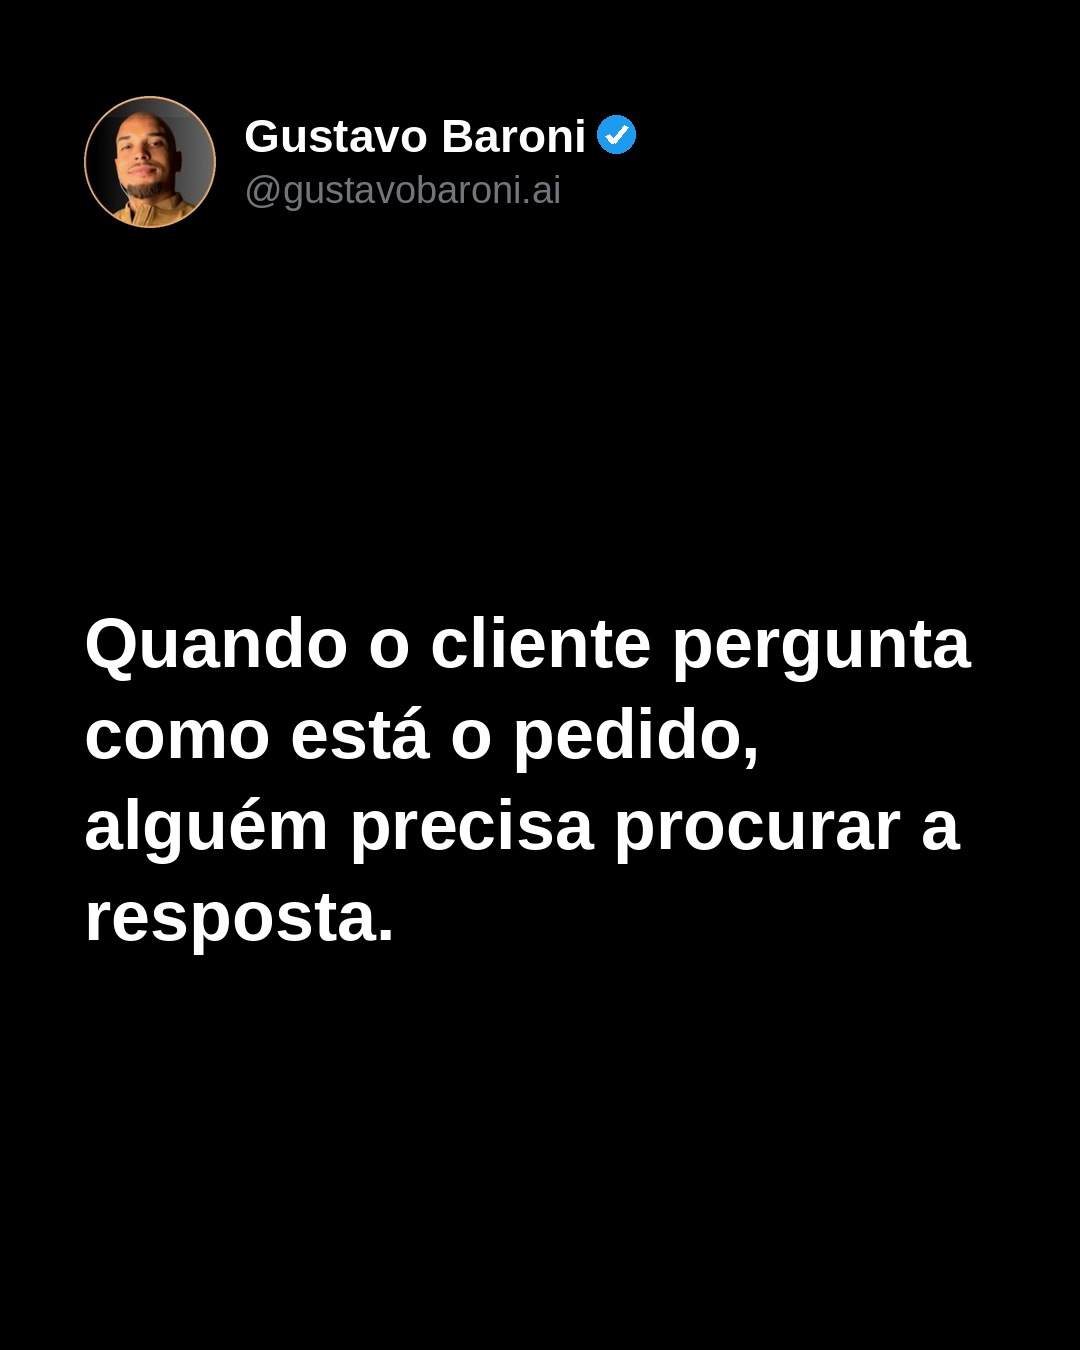 Gustavo Baroni
@gustavobaroni.ai
Quando o cliente pergunta
como está o pedido,
alguém precisa procurar a
resposta.